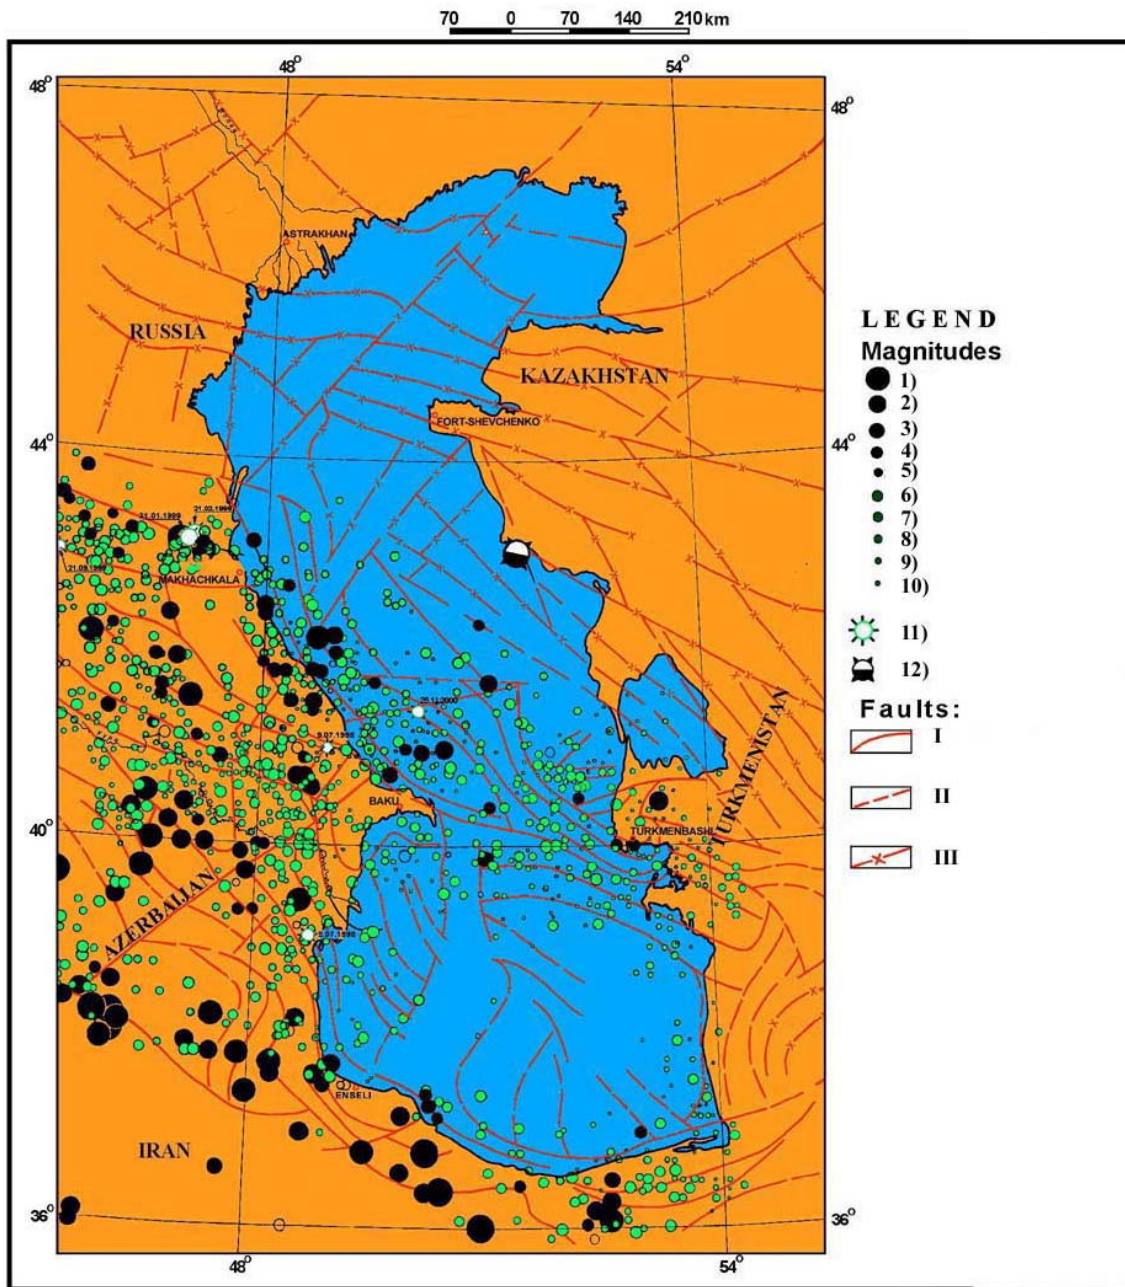 70 0 70 140 210 km
48° 54°
48° 48°
ASTRAKHAN
RUSSIA
KAZAKHSTAN
FORT-SHEVCHENKO
44° 44°
MAKHACHKALA
TURKMENISTAN
BAKU
TURKMENBASHI
40° 40°
AZERBAIJAN
ENSELI
IRAN
36° 36°
48° 54°
LEGEND
Magnitudes
1)
2)
3)
4)
5)
6)
7)
8)
9)
10)
11)
12)
Faults:
I
II
III